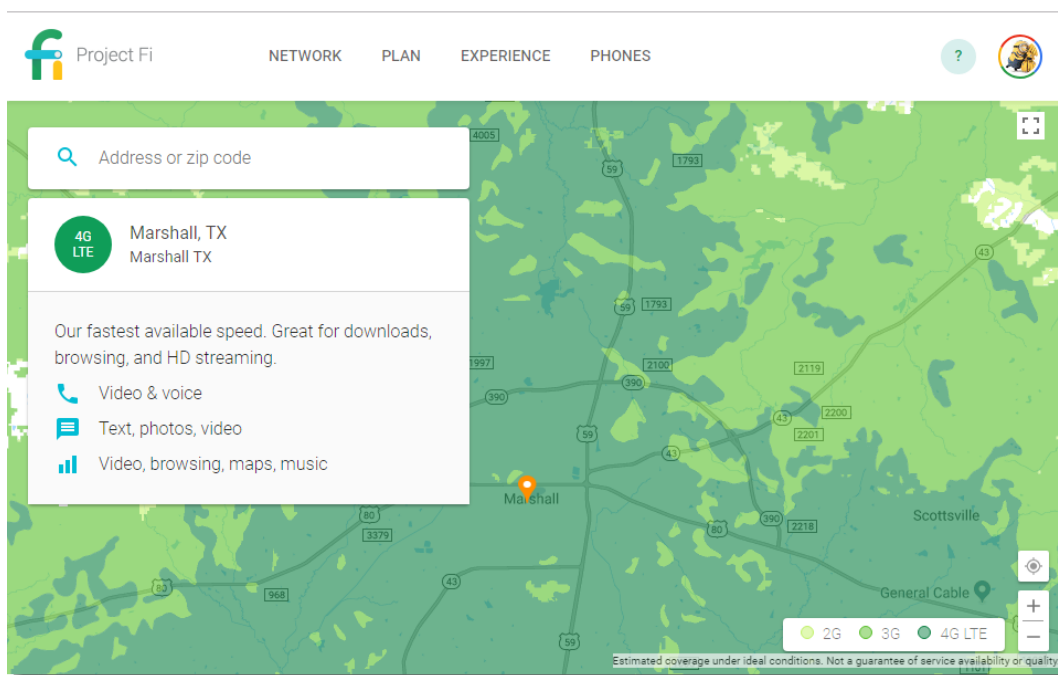 fi Project Fi NETWORK PLAN EXPERIENCE PHONES ?
Address or zip code
4G
LTE
Marshall, TX
Marshall TX
Our fastest available speed. Great for downloads,
browsing, and HD streaming.
Video & voice
Text, photos, video
Video, browsing, maps, music
4005
1793
59
43
59
1793
1997
2100
2119
390
390
43
2200
59
2201
43
Marshall
80
390
Scottsville
80
2218
3379
43
80
968
General Cable
59
+
−
2G 3G 4G LTE
Estimated coverage under ideal conditions. Not a guarantee of service availability or quality